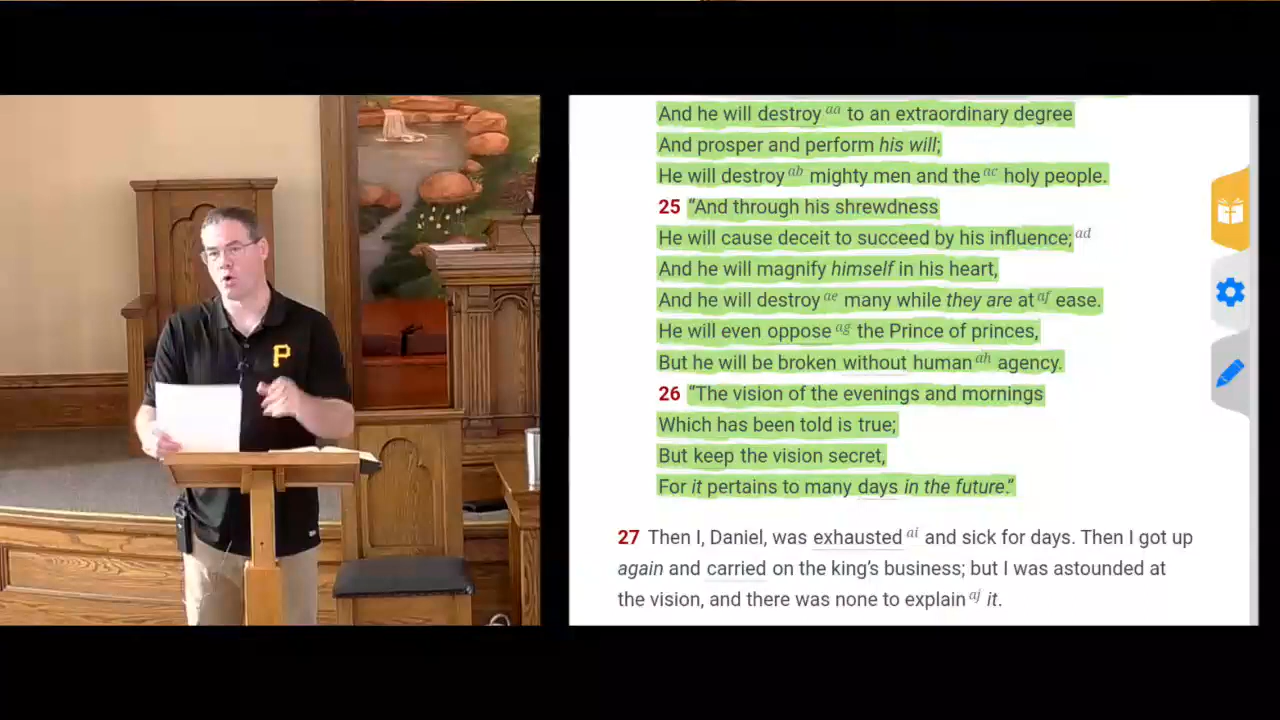 P
And he will destroy aa to an extraordinary degree
And prosper and perform his will;
He will destroy ab mighty men and the ac holy people.
25 “And through his shrewdness
He will cause deceit to succeed by his influence; ad
And he will magnify himself in his heart,
And he will destroy ae many while they are at af ease.
He will even oppose ag the Prince of princes,
But he will be broken without human ah agency.
26 “The vision of the evenings and mornings
Which has been told is true;
But keep the vision secret,
For it pertains to many days in the future.”
27 Then I, Daniel, was exhausted ai and sick for days. Then I got up
again and carried on the king’s business; but I was astounded at
the vision, and there was none to explain aj it.